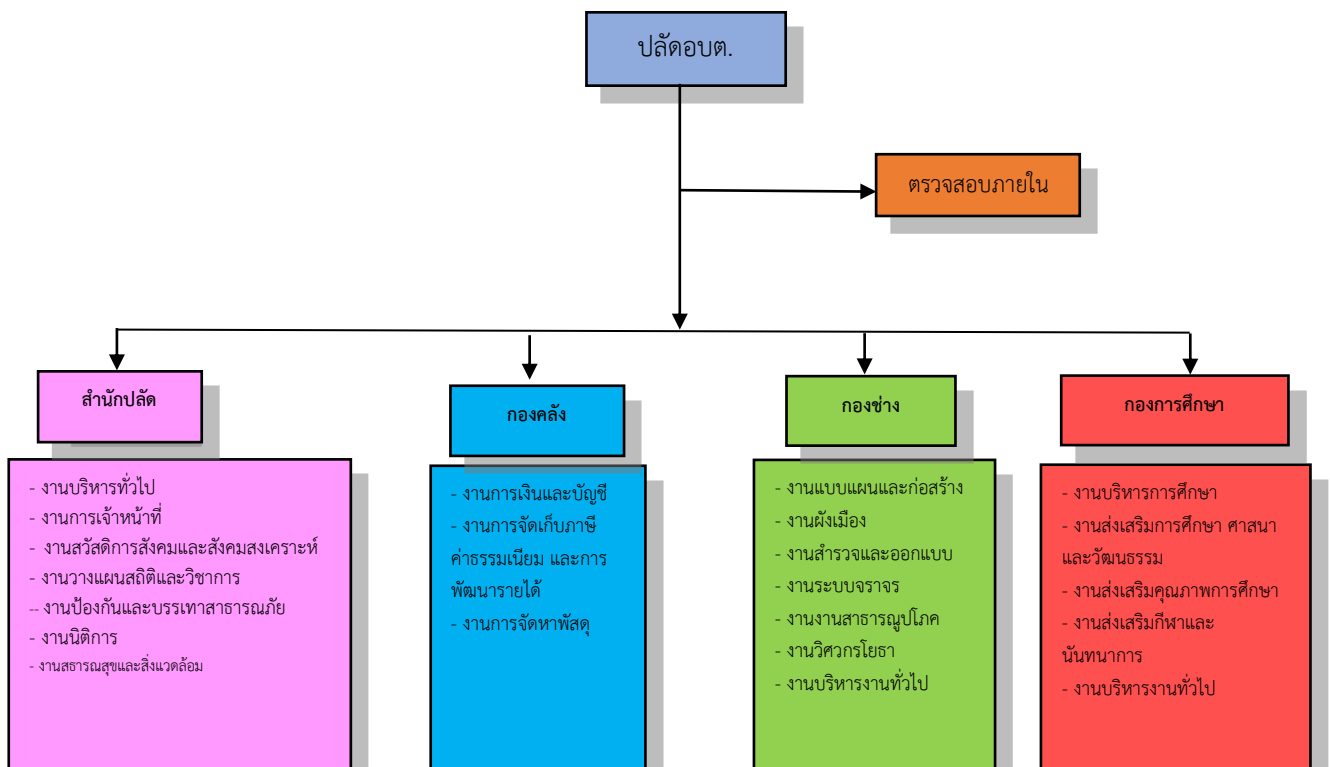 ปลัดอบต.
ตรวจสอบภายใน
สำนักปลัด
- งานบริหารทั่วไป
- งานการเจ้าหน้าที่
- งานสวัสดิการสังคมและสังคมสงเคราะห์
- งานวางแผนสถิติและวิชาการ
-- งานป้องกันและบรรเทาสาธารณภัย
- งานนิติการ
- งานสธารณสุขและสิ่งแวดล้อม
กองคลัง
- งานการเงินและบัญชี
- งานการจัดเก็บภาษี
ค่าธรรมเนียม และการ
พัฒนารายได้
- งานการจัดหาพัสดุ
กองช่าง
- งานแบบแผนและก่อสร้าง
- งานผังเมือง
- งานสำรวจและออกแบบ
- งานระบบจราจร
- งานงานสาธารณูปโภค
- งานวิศวกรโยธา
- งานบริหารงานทั่วไป
กองการศึกษา
- งานบริหารการศึกษา
- งานส่งเสริมการศึกษา ศาสนา
และวัฒนธรรม
- งานส่งเสริมคุณภาพการศึกษา
- งานส่งเสริมกีฬาและ
นันทนาการ
- งานบริหารงานทั่วไป